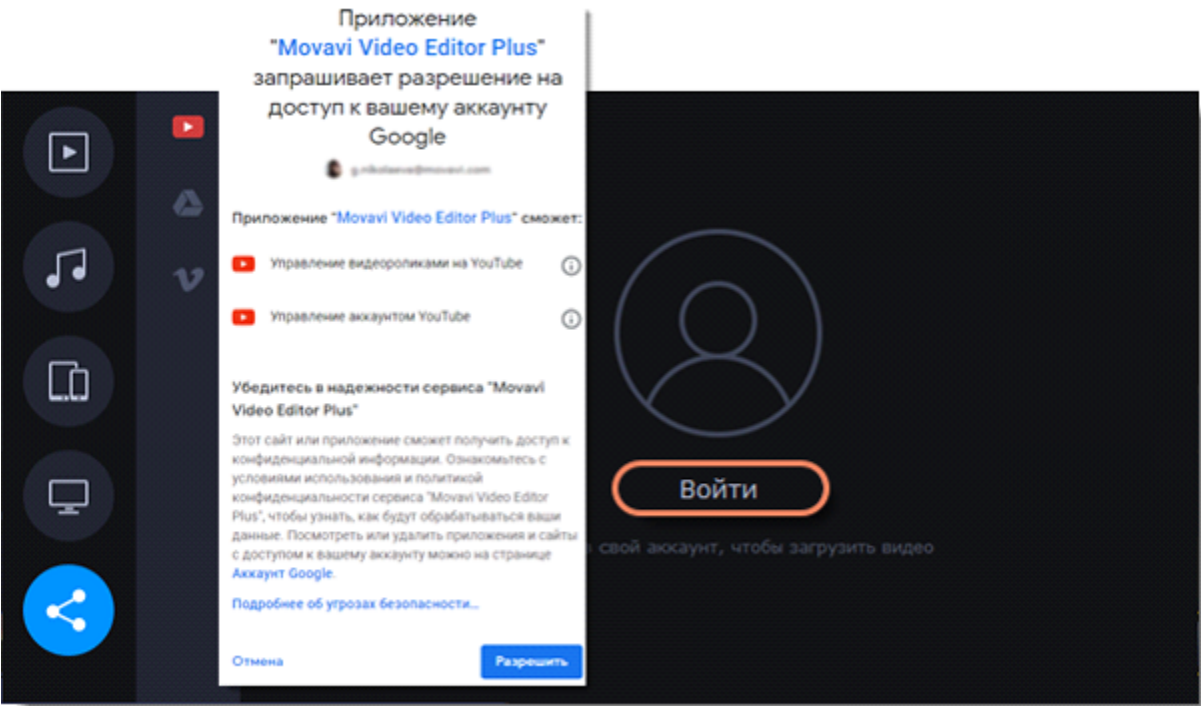 Приложение
"Movavi Video Editor Plus"
запрашивает разрешение на
доступ к вашему аккаунту
Google
g.nikolaeva@movavi.com
Приложение "Movavi Video Editor Plus" сможет:
Управление видеороликами на YouTube
Управление аккаунтом YouTube
Убедитесь в надежности сервиса "Movavi
Video Editor Plus"
Этот сайт или приложение сможет получить доступ к
конфиденциальной информации. Ознакомьтесь с
условиями использования и политикой
конфиденциальности сервиса "Movavi Video Editor
Plus", чтобы узнать, как будут обрабатываться ваши
данные. Посмотреть или удалить приложения и сайты
с доступом к вашему аккаунту можно на странице
Аккаунт Google.
Подробнее об угрозах безопасности...
Отмена
Разрешить
Войти
свой аккаунт, чтобы загрузить видео